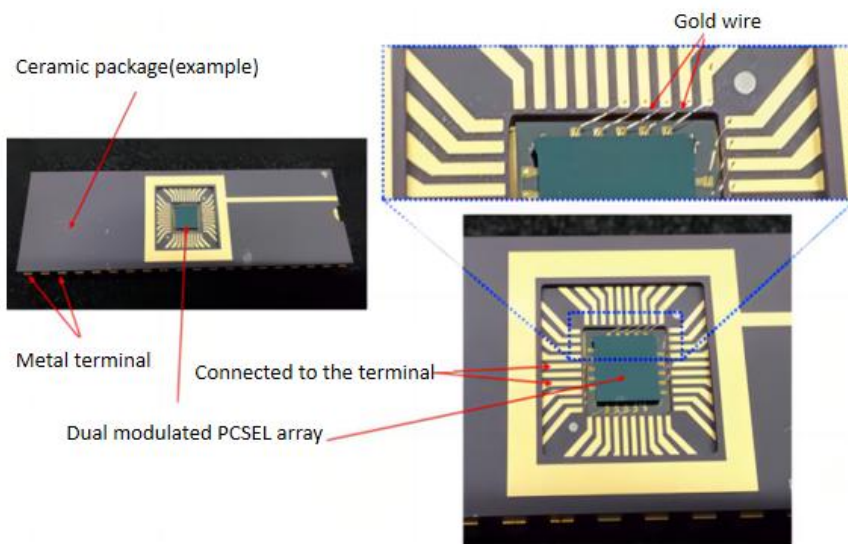 Gold wire
Ceramic package(example)
Metal terminal
Connected to the terminal
Dual modulated PCSEL array